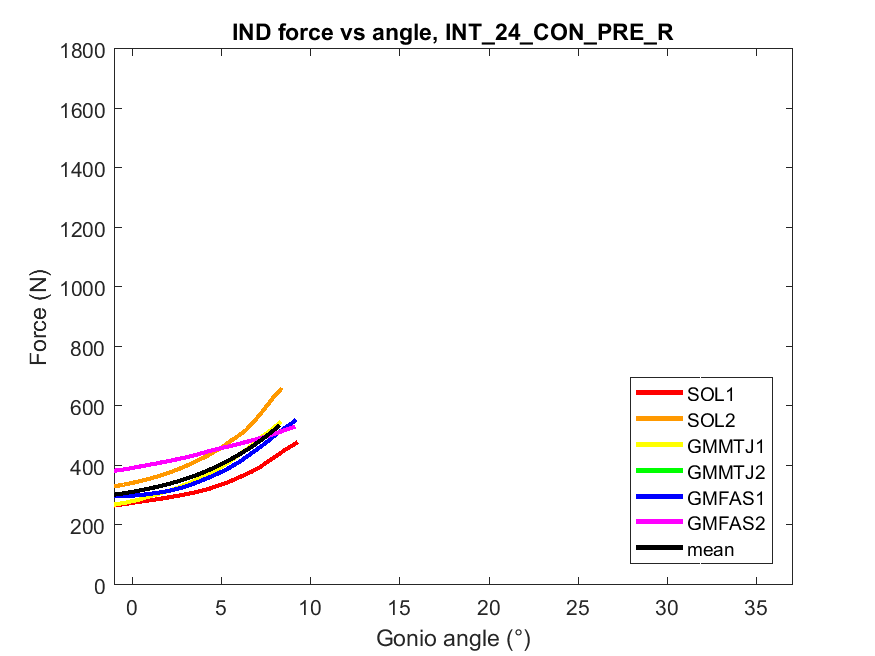 IND force vs angle, INT_24_CON_PRE_R
1800
1600
1400
1200
1000
800
600
400
200
0
Force (N)
0 5 10 15 20 25 30 35
Gonio angle (°)
SOL1
SOL2
GMMTJ1
GMMTJ2
GMFAS1
GMFAS2
mean